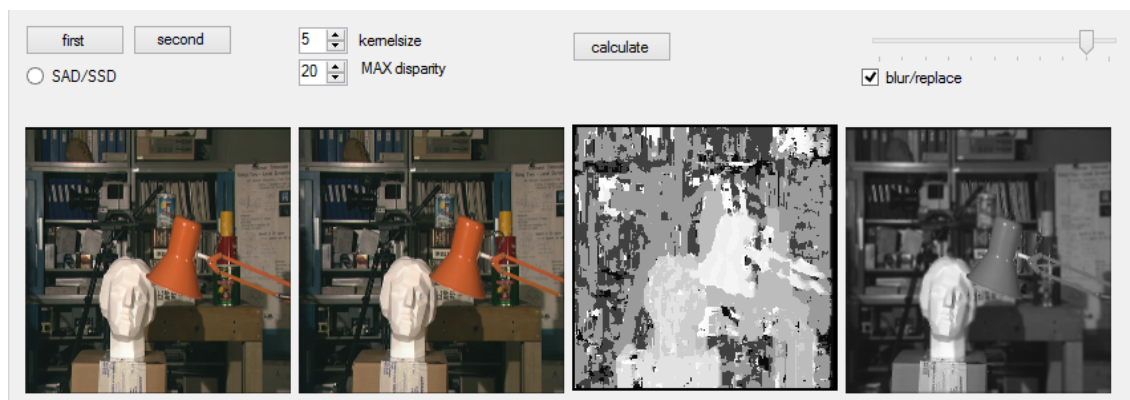 first
second
SAD/SSD
5
kernelsize
20
MAX disparity
calculate
blur/replace